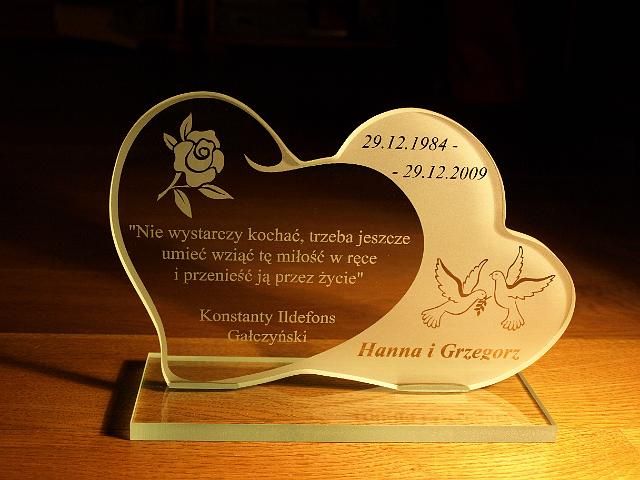 29.12.1984 -
- 29.12.2009
"Nie wystarczy kochać, trzeba jeszcze
umieć wziąć tę miłość w ręce
i przenieść ją przez życie"
Konstanty Ildefons
Gałczyński
Hanna i Grzegorz